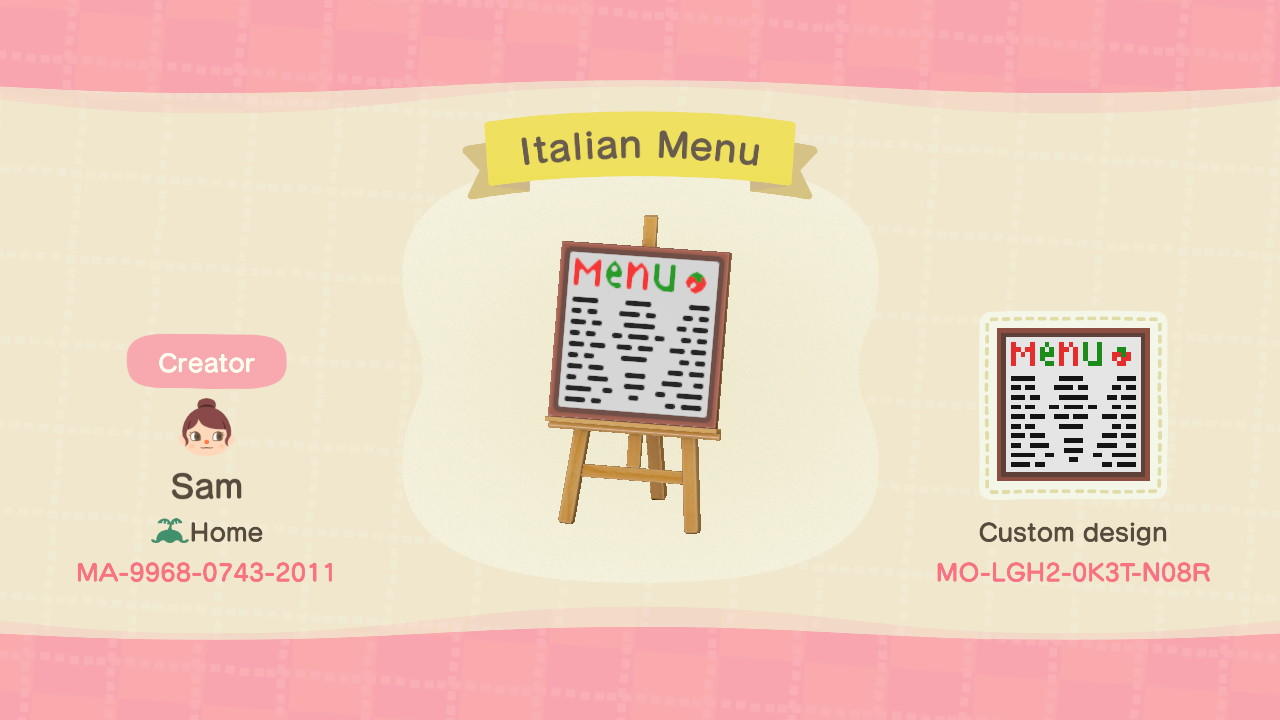 Italian Menu
Menu
Creator
Sam
Home
MA-9968-0743-2011
Menu
Custom design
MO-LGH2-0K3T-N08R